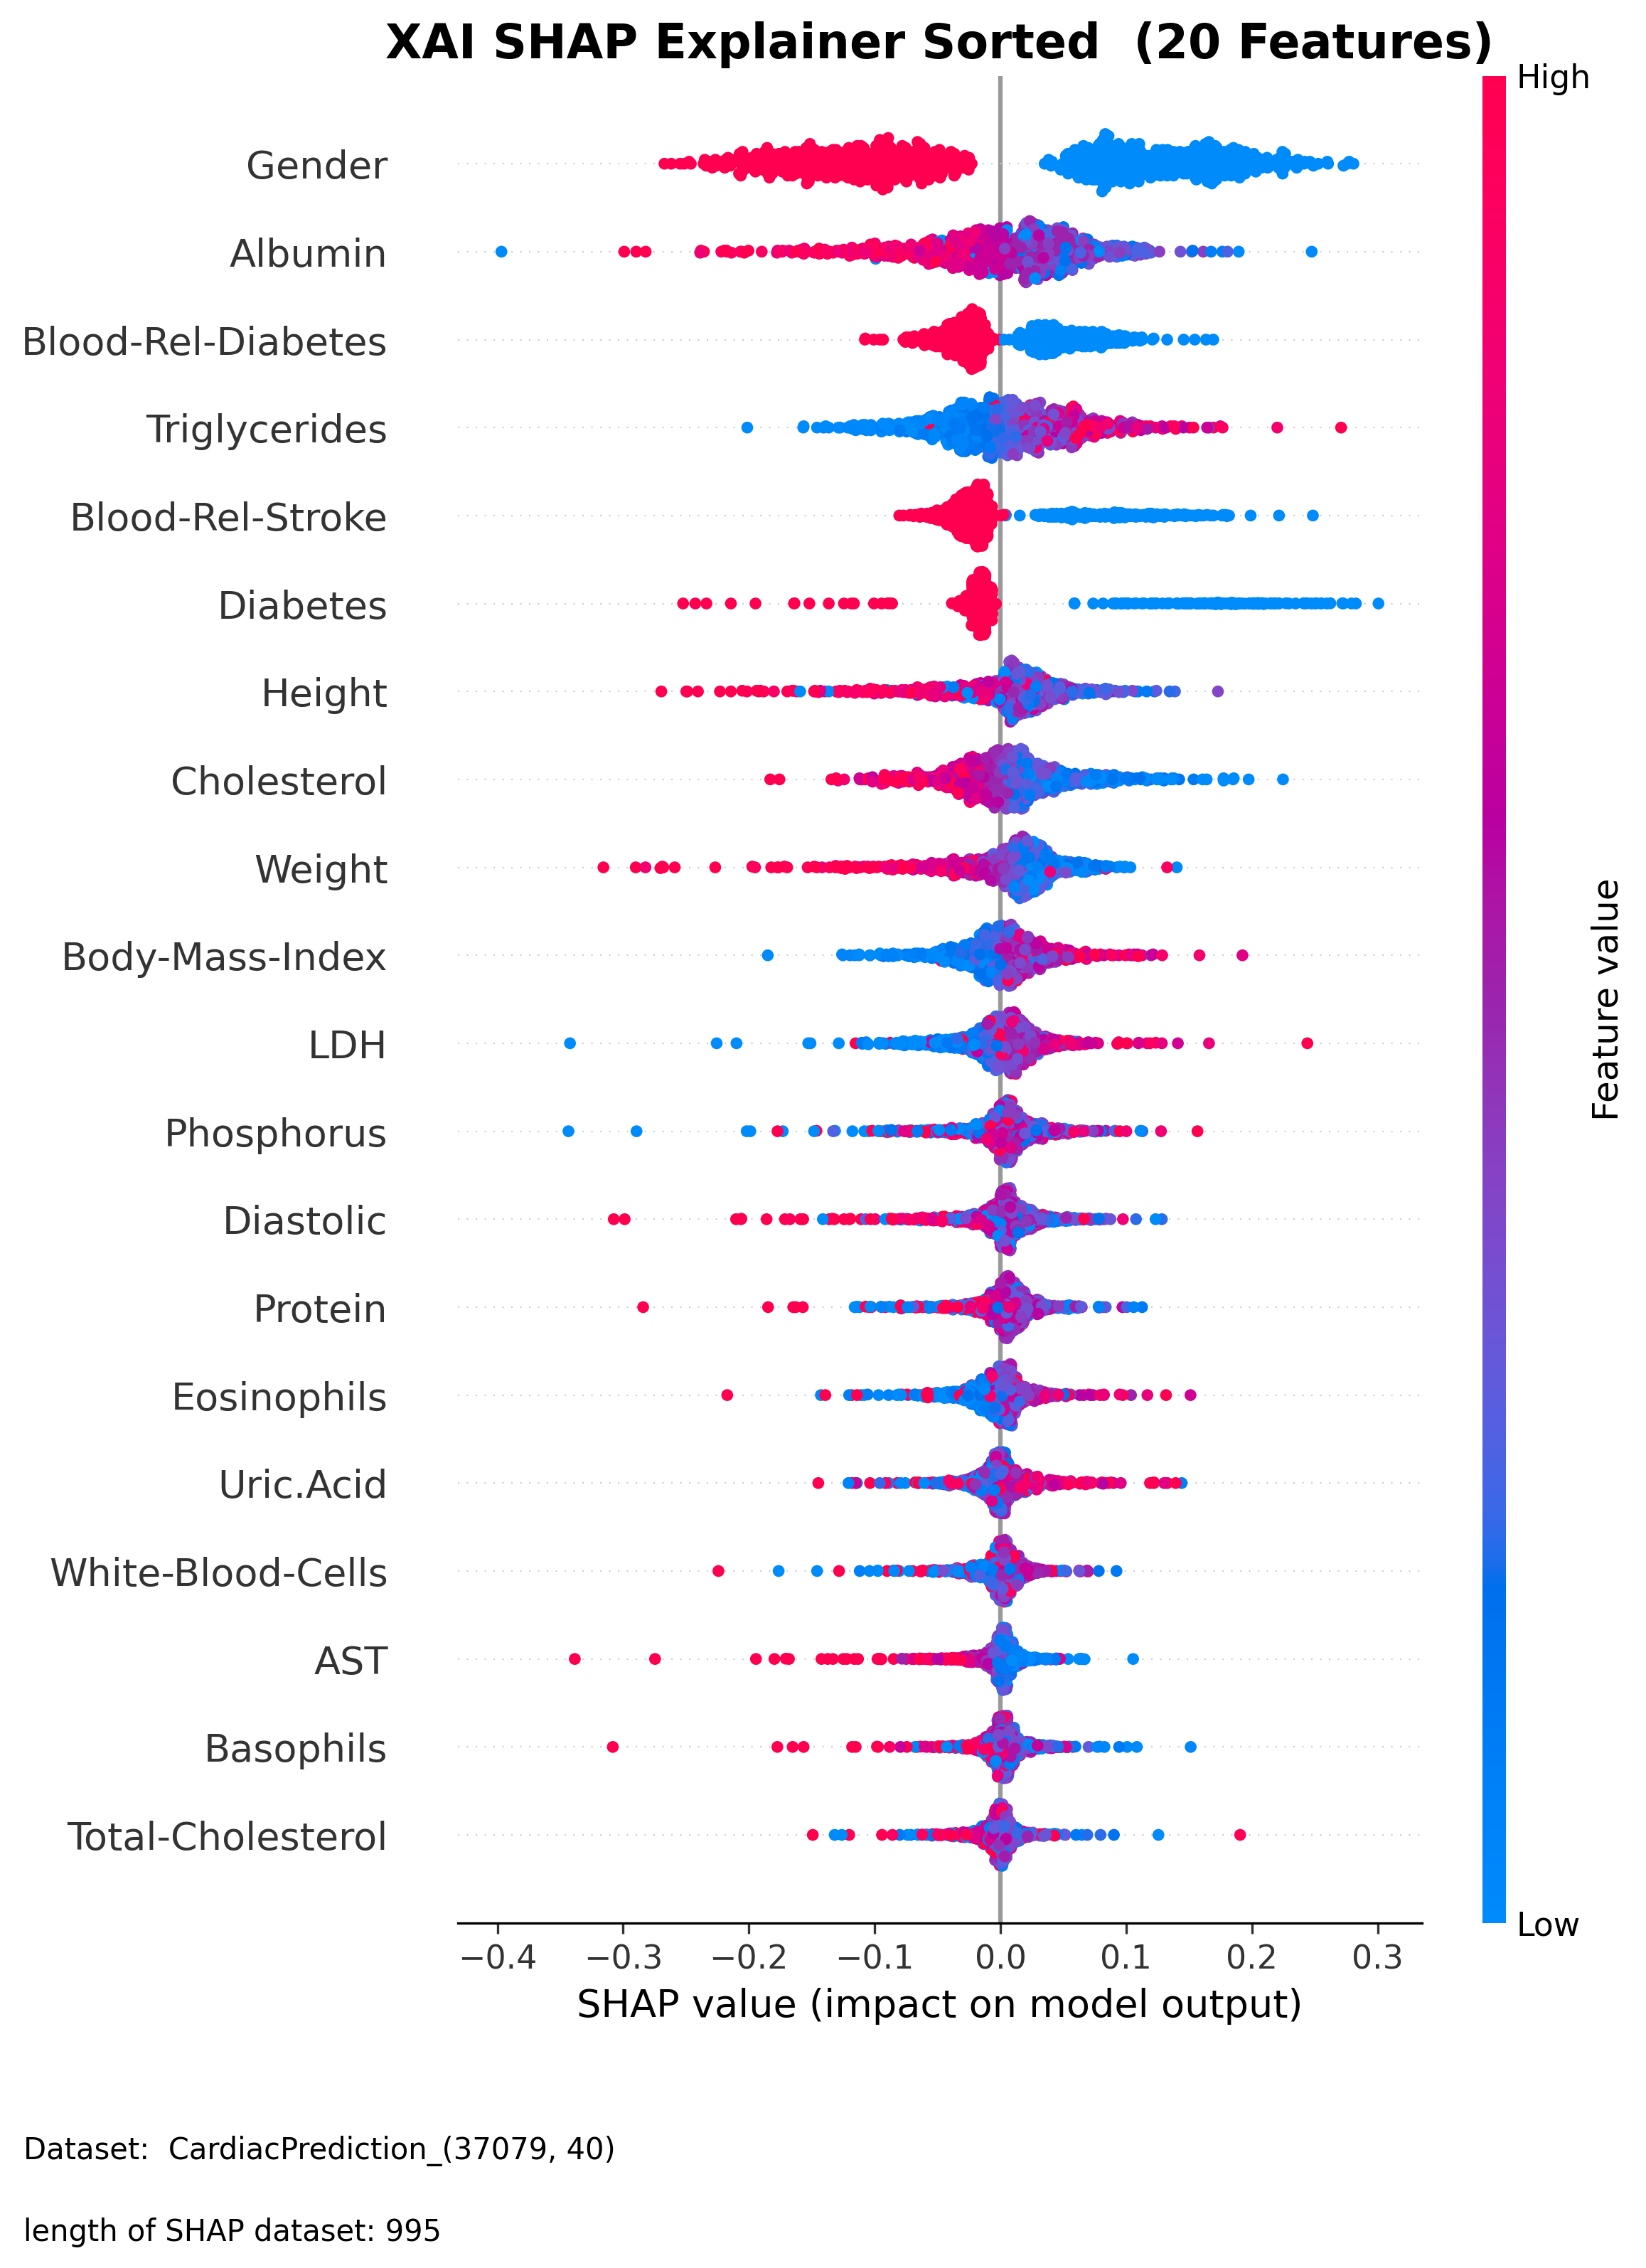 XAI SHAP Explainer Sorted  (20 Features)
High
Gender
Albumin
Blood-Rel-Diabetes
Triglycerides
Blood-Rel-Stroke
Diabetes
Height
Cholesterol
Weight
Body-Mass-Index
LDH
Phosphorus
Diastolic
Protein
Eosinophils
Uric.Acid
White-Blood-Cells
AST
Basophils
Total-Cholesterol
Feature value
Low
−0.4 −0.3 −0.2 −0.1 0.0 0.1 0.2 0.3
SHAP value (impact on model output)
Dataset:  CardiacPrediction_(37079, 40)
length of SHAP dataset: 995